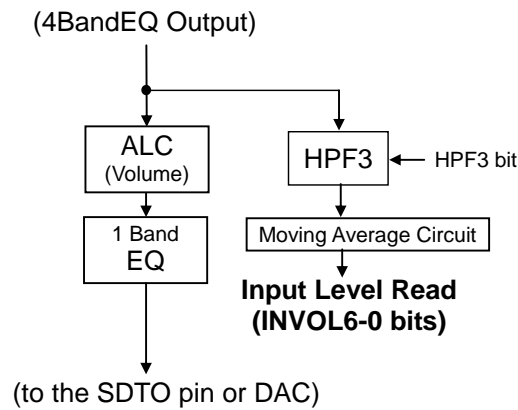 (4BandEQ Output)
ALC
(Volume)
HPF3
HPF3 bit
1 Band
EQ
Moving Average Circuit
Input Level Read
(INVOL6-0 bits)
(to the SDTO pin or DAC)